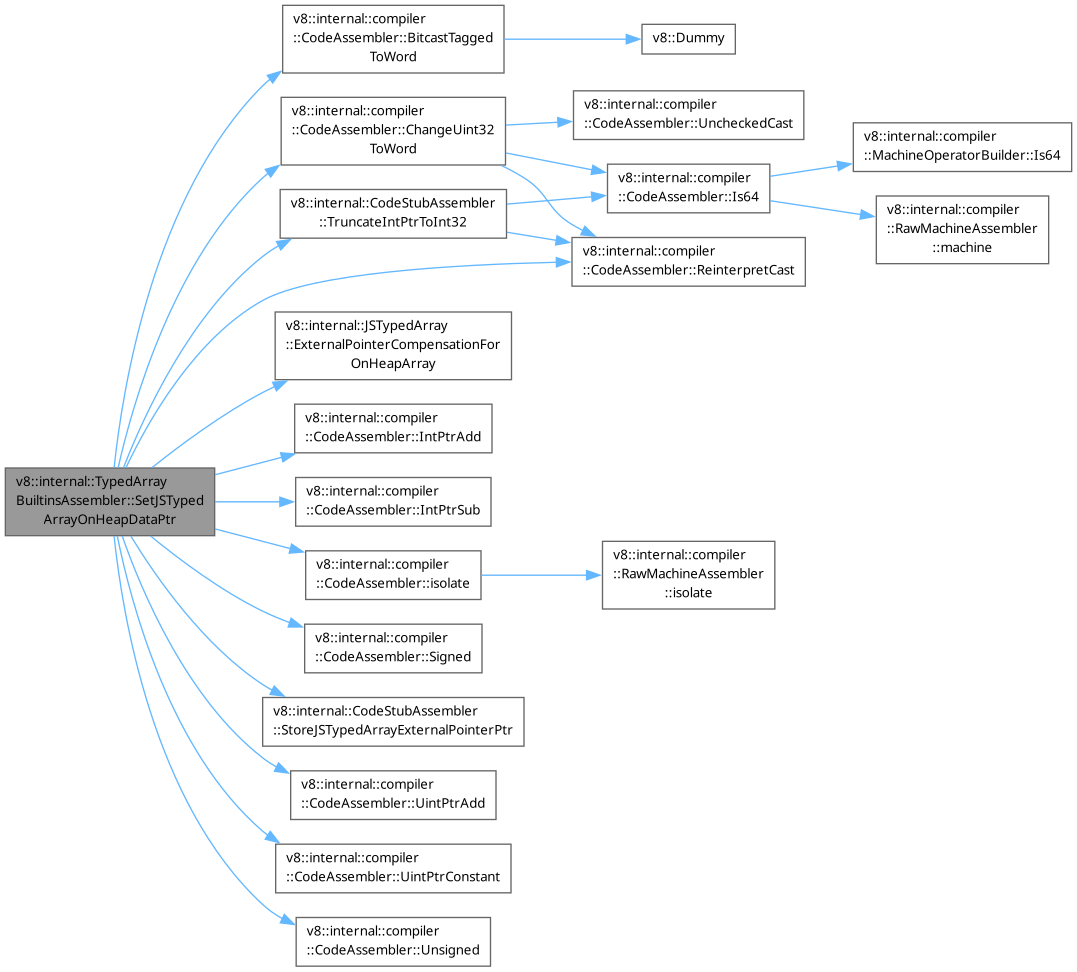 v8::internal::compiler
::CodeAssembler::BitcastTagged
ToWord
v8::Dummy
v8::internal::compiler
::CodeAssembler::ChangeUint32
ToWord
v8::internal::compiler
::CodeAssembler::UncheckedCast
v8::internal::compiler
::CodeAssembler::Is64
v8::internal::compiler
::MachineOperatorBuilder::Is64
v8::internal::compiler
::RawMachineAssembler
::machine
v8::internal::CodeStubAssembler
::TruncateIntPtrToInt32
v8::internal::compiler
::CodeAssembler::ReinterpretCast
v8::internal::JSTypedArray
::ExternalPointerCompensationFor
OnHeapArray
v8::internal::compiler
::CodeAssembler::IntPtrAdd
v8::internal::TypedArray
BuiltinsAssembler::SetJSTyped
ArrayOnHeapDataPtr
v8::internal::compiler
::CodeAssembler::IntPtrSub
v8::internal::compiler
::CodeAssembler::isolate
v8::internal::compiler
::RawMachineAssembler
::isolate
v8::internal::compiler
::CodeAssembler::Signed
v8::internal::CodeStubAssembler
::StoreJSTypedArrayExternalPointerPtr
v8::internal::compiler
::CodeAssembler::UintPtrAdd
v8::internal::compiler
::CodeAssembler::UintPtrConstant
v8::internal::compiler
::CodeAssembler::Unsigned